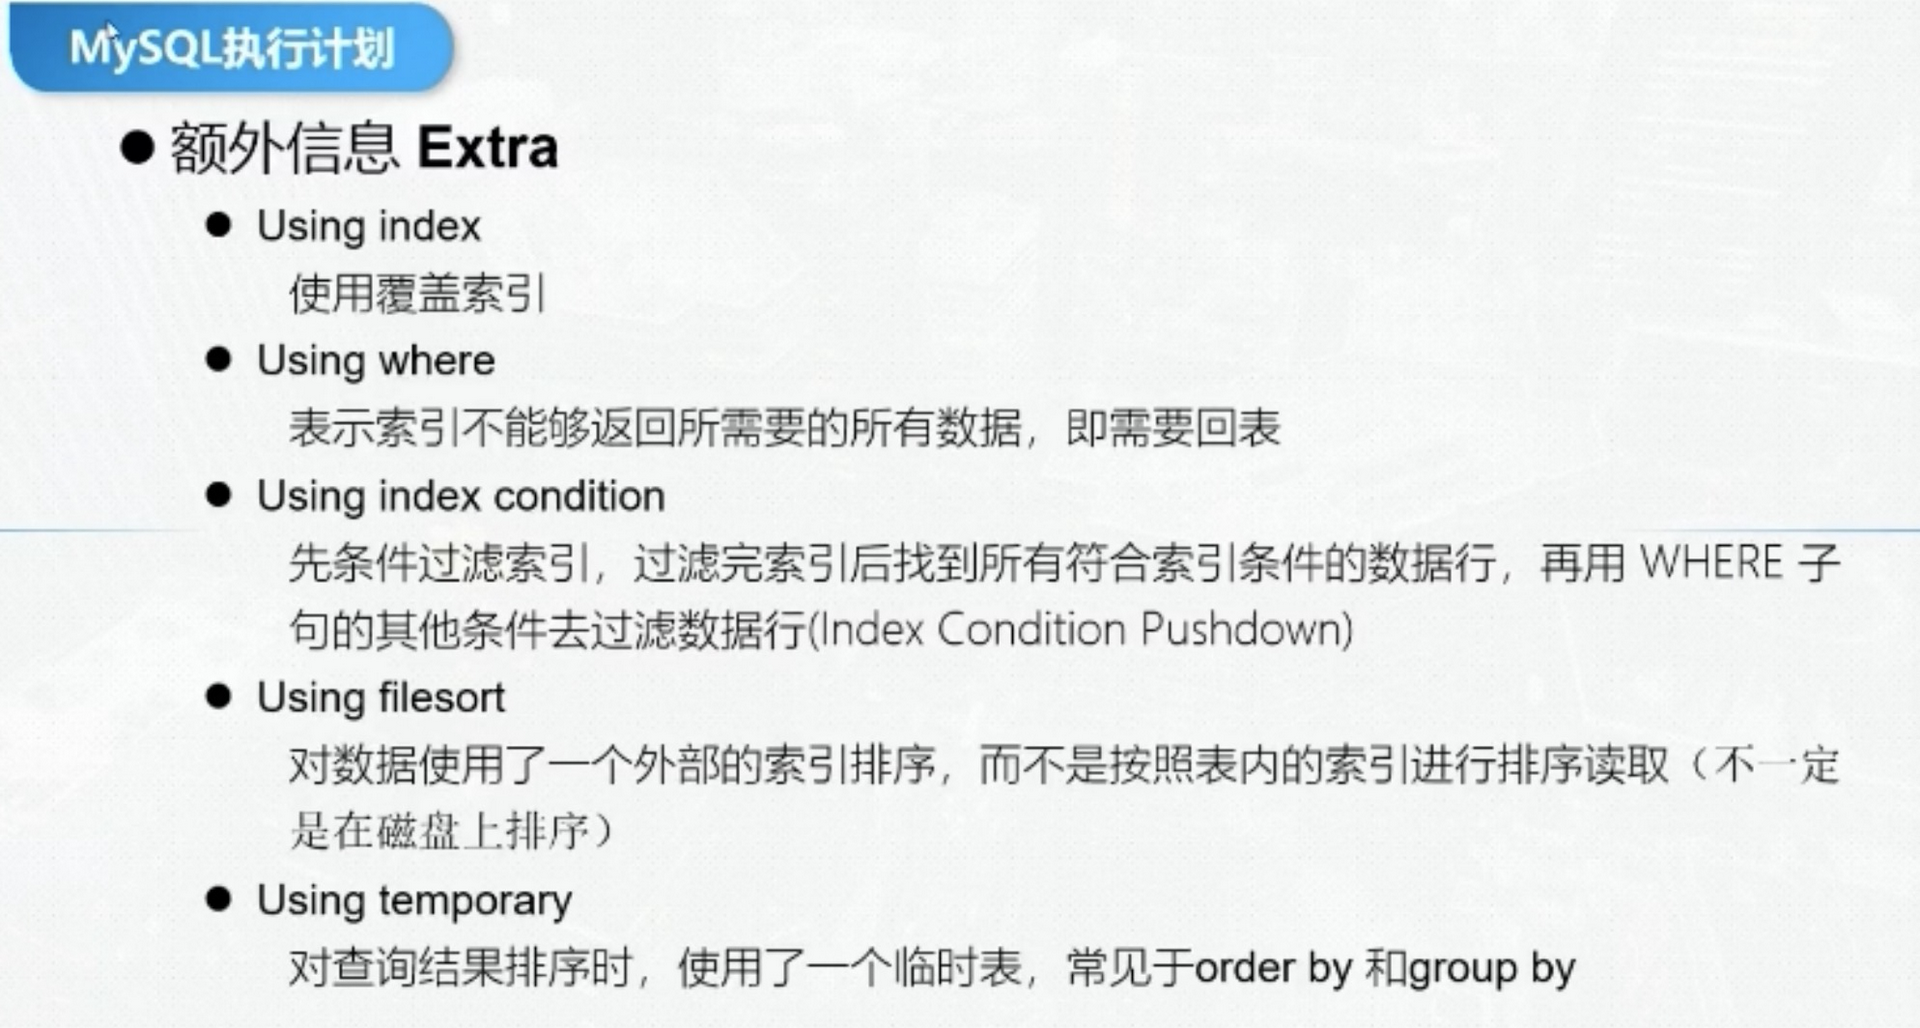 MySQL执行计划
● 额外信息 Extra
● Using index
使用覆盖索引
● Using where
表示索引不能够返回所需要的所有数据，即需要回表
● Using index condition
先条件过滤索引，过滤完索引后找到所有符合索引条件的数据行，再用 WHERE 子
句的其他条件去过滤数据行(Index Condition Pushdown)
● Using filesort
对数据使用了一个外部的索引排序，而不是按照表内的索引进行排序读取（不一定
是在磁盘上排序）
● Using temporary
对查询结果排序时，使用了一个临时表，常见于order by 和group by